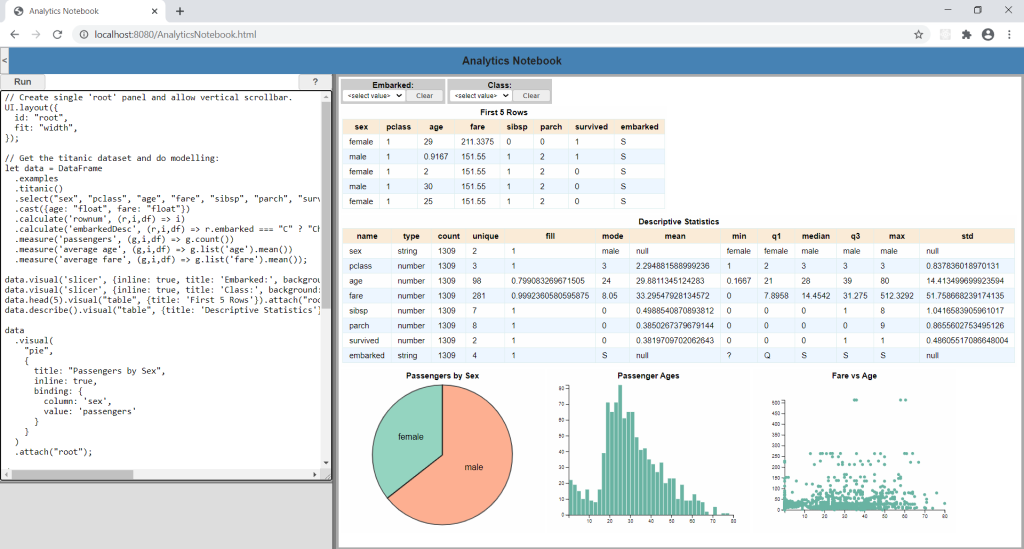 Analytics Notebook
localhost:8080/AnalyticsNotebook.html
Analytics Notebook
<
Run ?
// Create single 'root' panel and allow vertical scrollbar.
UI.layout({
id: "root",
fit: "width",
});
// Get the titanic dataset and do modelling:
let data = DataFrame
.examples
.titanic()
.select("sex", "pclass", "age", "fare", "sibsp", "parch", "surv
.cast({age: "float", fare: "float"})
.calculate('rownum', (r,i,df) => i)
.calculate('embarkedDesc', (r,i,df) => r.embarked === "C" ? "Ch
.measure('passengers', (g,i,df) => g.count())
.measure('average age', (g,i,df) => g.list('age').mean())
.measure('average fare', (g,i,df) => g.list('fare').mean());
data.visual('slicer', {inline: true, title: 'Embarked:', backgrou
data.visual('slicer', {inline: true, title: 'Class:', background:
data.head(5).visual("table", {title: 'First 5 Rows'}).attach("roo
data.describe().visual("table", {title: 'Descriptive Statistics'}
data
.visual(
"pie",
{
title: "Passengers by Sex",
inline: true,
binding: {
column: 'sex',
value: 'passengers'
}
}
)
.attach("root");
Embarked: Class:
<select value> Clear <select value> Clear
First 5 Rows
sex pclass age fare sibsp parch survived embarked
female 1 29 211.3375 0 0 1 S
male 1 0.9167 151.55 1 2 1 S
female 1 2 151.55 1 2 0 S
male 1 30 151.55 1 2 0 S
female 1 25 151.55 1 2 0 S
Descriptive Statistics
name type count unique fill mode mean min q1 median q3 max std
sex string 1309 2 1 male null female female male male male null
pclass number 1309 3 1 3 2.294881588999236 1 2 3 3 3 0.837836018970131
age number 1309 98 0.799083269671505 24 29.8811345124283 0.1667 21 28 39 80 14.413499699923594
fare number 1309 281 0.9992360580595875 8.05 33.29547928134572 0 7.8958 14.4542 31.275 512.3292 51.758668239174135
sibsp number 1309 7 1 0 0.4988540870893812 0 0 0 1 8 1.0416583905961017
parch number 1309 8 1 0 0.3850267379679144 0 0 0 0 9 0.8655602753495126
survived number 1309 2 1 0 0.3819709702062643 0 0 0 1 1 0.48605517086648004
embarked string 1309 4 1 S null ? Q S S S null
Passengers by Sex
female
male
Passenger Ages
80
70
60
50
40
30
20
10
0
10 20 30 40 50 60 70 80
Fare vs Age
500
450
400
350
300
250
200
150
100
50
0
10 20 30 40 50 60 70 80